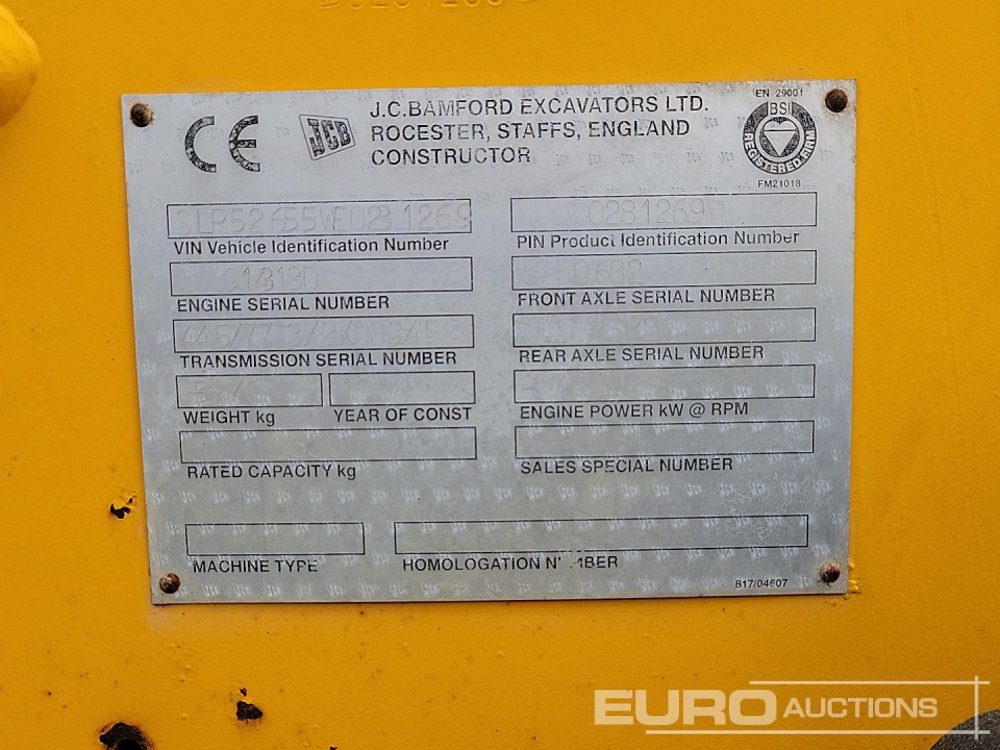 CE
JCB
J.C.BAMFORD EXCAVATORS LTD.
ROCESTER, STAFFS, ENGLAND
CONSTRUCTOR
EN 29001
BSI
REGISTERED FIRM
FM21018
0281269
VIN Vehicle Identification Number
PIN Product Identification Number
ENGINE SERIAL NUMBER
FRONT AXLE SERIAL NUMBER
TRANSMISSION SERIAL NUMBER
REAR AXLE SERIAL NUMBER
WEIGHT kg
YEAR OF CONST
ENGINE POWER kW @ RPM
RATED CAPACITY kg
SALES SPECIAL NUMBER
MACHINE TYPE
HOMOLOGATION
817/04607
EURO AUCTIONS